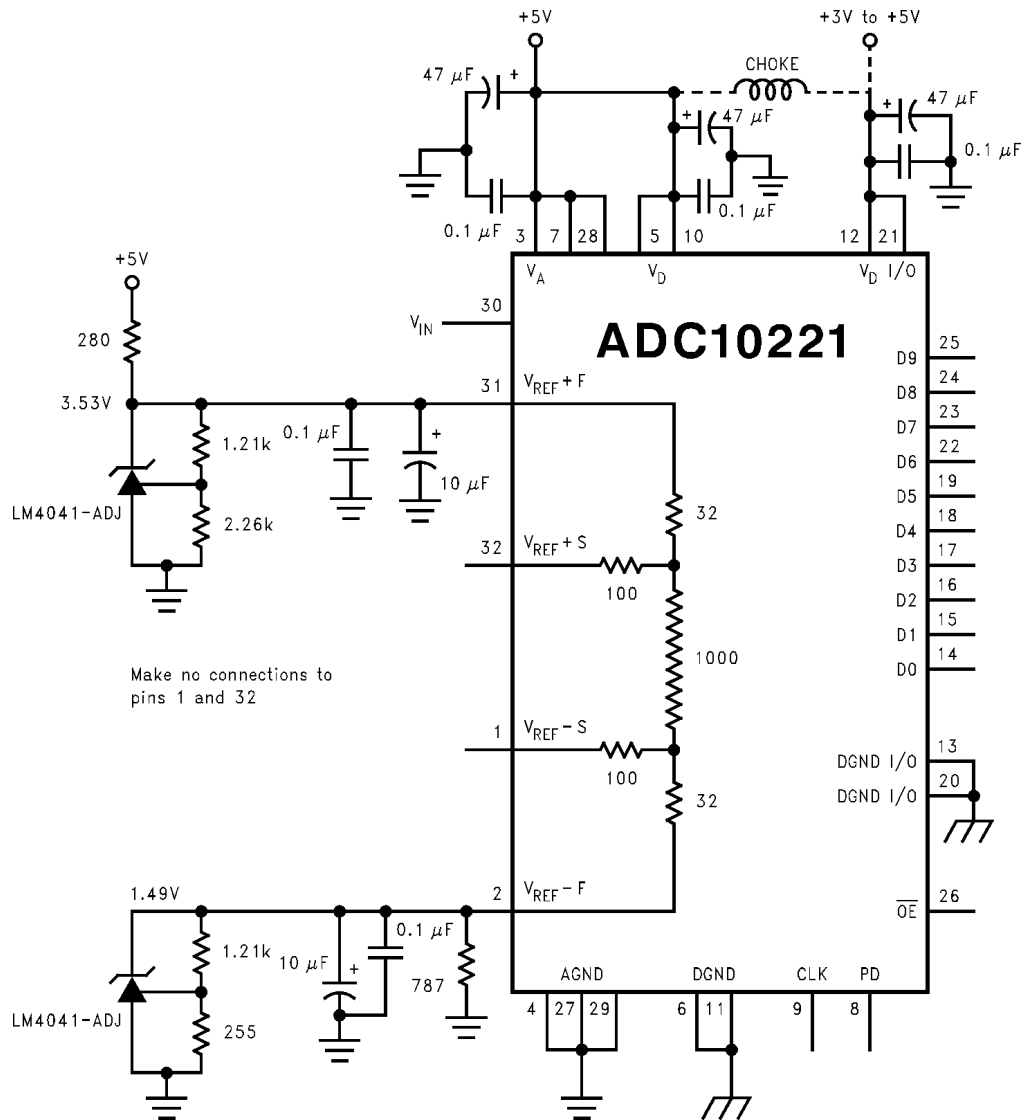 +5V
+3V to +5V
47 µF
+
CHOKE
+
47 µF
+
47 µF
0.1 µF
0.1 µF
0.1 µF
3
7
28
5
10
12
21
V_A
V_D
V_D I/O
+5V
280
3.53V
1.21k
LM4041-ADJ
2.26k
0.1 µF
+
10 µF
30
V_IN
ADC10221
31
V_REF+F
32
32
V_REF+S
100
1000
Make no connections to
pins 1 and 32
1
V_REF-S
100
32
2
V_REF-F
1.49V
1.21k
LM4041-ADJ
255
10 µF
+
0.1 µF
787
D9
25
D8
24
D7
23
D6
22
D5
19
D4
18
D3
17
D2
16
D1
15
D0
14
DGND I/O
13
DGND I/O
20
OE
26
AGND
DGND
CLK
PD
4
27
29
6
11
9
8